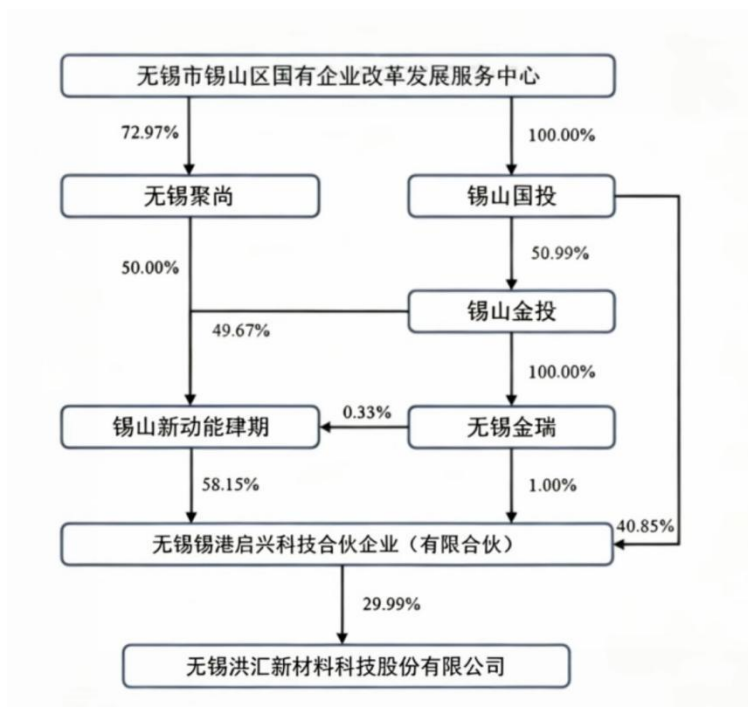 无锡市锡山区国有企业改革发展服务中心
72.97%
100.00%
无锡聚尚
锡山国投
50.00%
50.99%
锡山金投
49.67%
100.00%
0.33%
锡山新动能肆期
无锡金瑞
58.15%
1.00%
40.85%
无锡锡港启兴科技合伙企业（有限合伙）
29.99%
无锡洪汇新材料科技股份有限公司